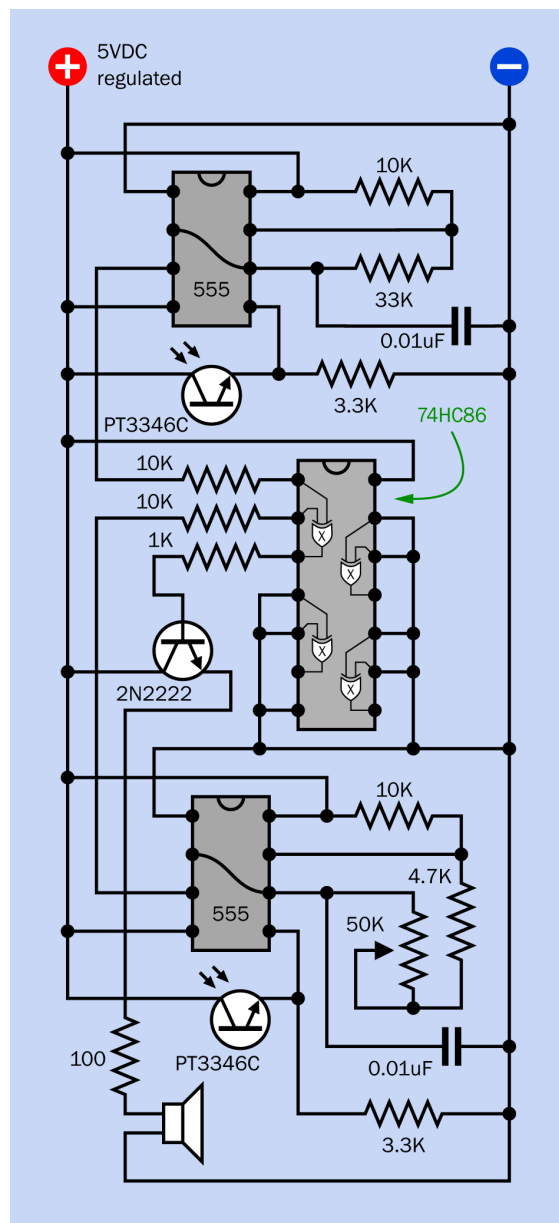 5VDC
regulated
10K
555
33K
0.01uF
PT3346C
3.3K
74HC86
10K
10K
1K
X
X
2N2222
X
X
10K
4.7K
555
50K
100
PT3346C
0.01uF
3.3K